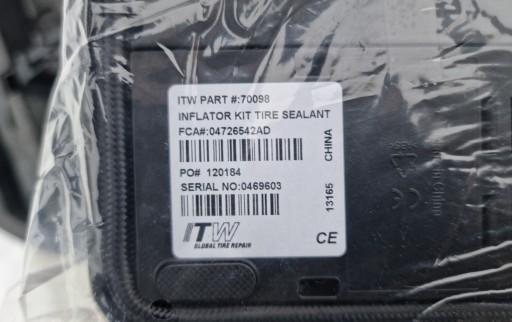 ITW PART #:70098
INFLATOR KIT TIRE SEALANT
FCA#:04726542AD
PO# 120184
SERIAL NO:0469603
13165 CHINA
ITW
GLOBAL TIRE REPAIR
CE